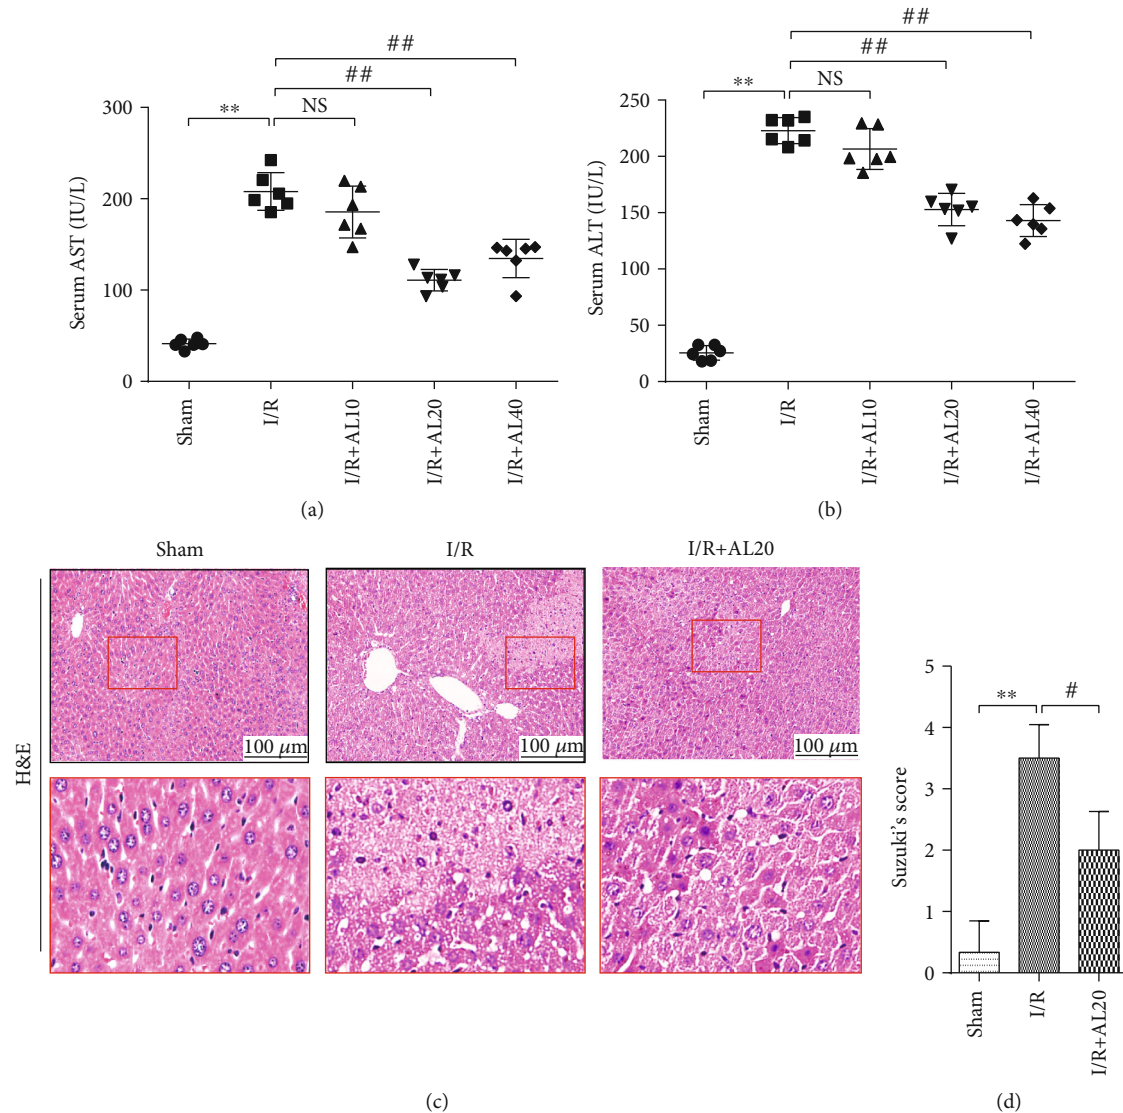 ##
##
** NS
Serum AST (IU/L)
300
200
100
0
Sham
I/R
I/R+AL10
I/R+AL20
I/R+AL40
(a)
##
##
** NS
Serum ALT (IU/L)
250
200
150
100
50
0
Sham
I/R
I/R+AL10
I/R+AL20
I/R+AL40
(b)
Sham I/R I/R+AL20
H&E
100 μm 100 μm 100 μm
(c)
** #
Suzuki's score
5
4
3
2
1
0
Sham
I/R
I/R+AL20
(d)